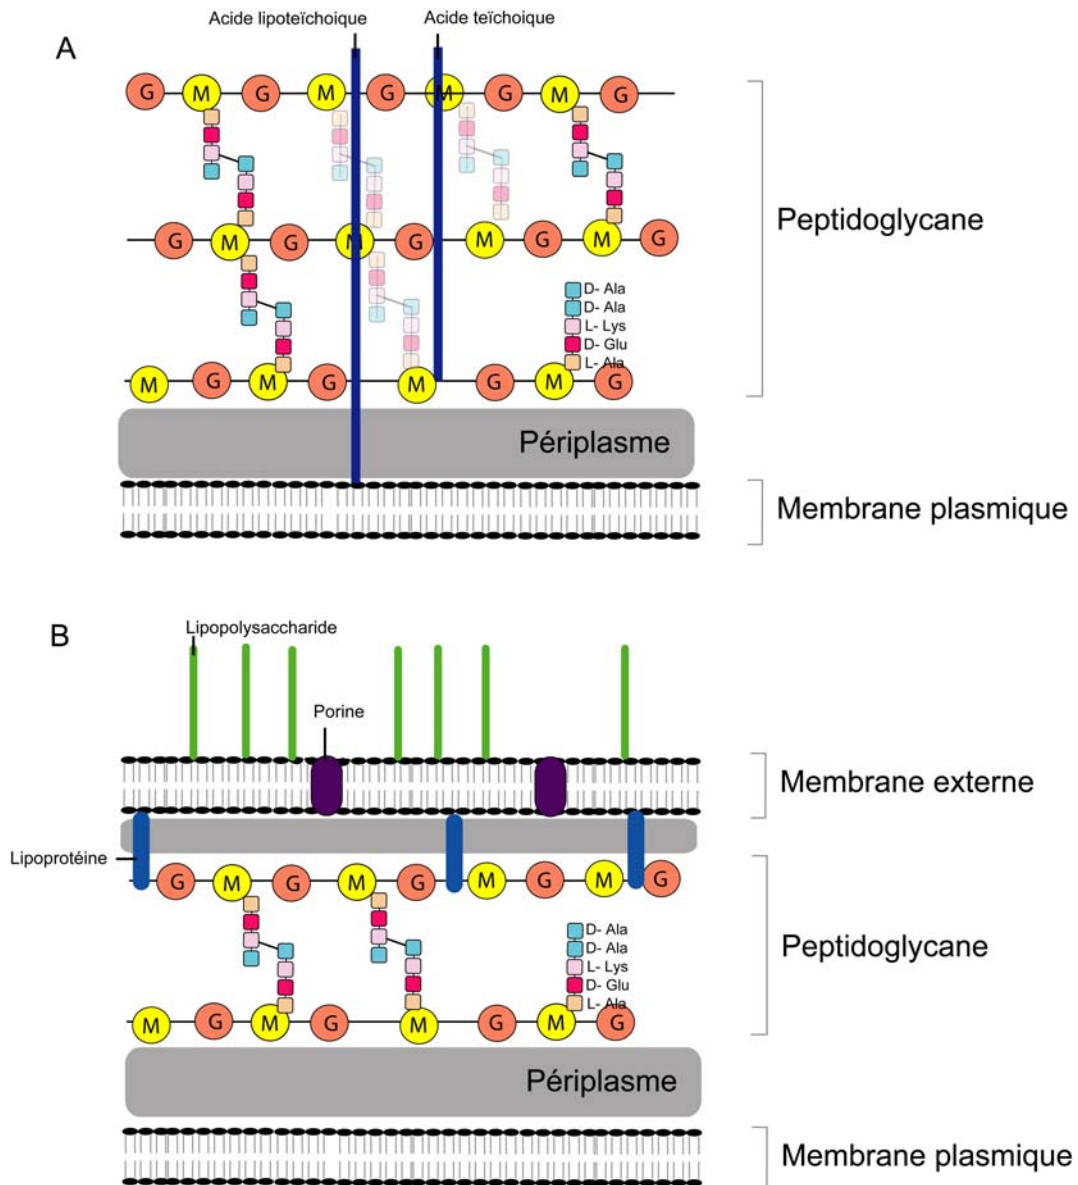 Acide lipoteïchoique
Acide teïchoique
A
G M G M G M G M G
G M G M G M G M G
D- Ala
D- Ala
L- Lys
D- Glu
L- Ala
M G M G M G M G
Peptidoglycane
Périplasme
Membrane plasmique
B
Lipopolysaccharide
Porine
Membrane externe
Lipoprotéine
G M G M G M G M G
D- Ala
D- Ala
L- Lys
D- Glu
L- Ala
M G M G M G M G
Peptidoglycane
Périplasme
Membrane plasmique